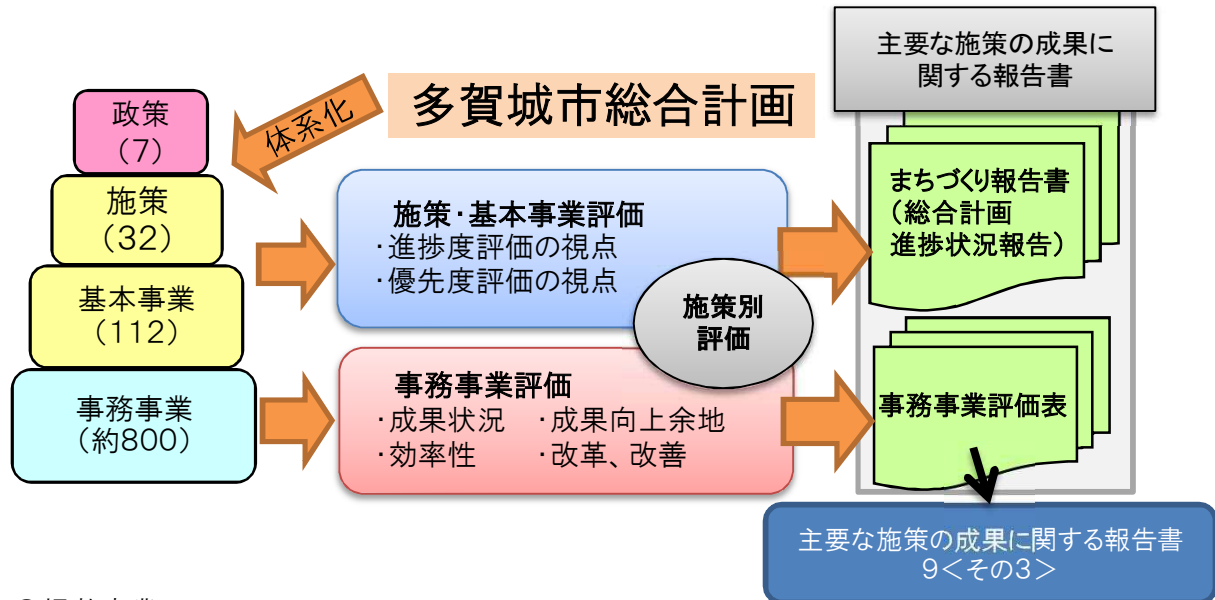 多賀城市総合計画
体系化
政策
(7)
施策
(32)
基本事業
(112)
事務事業
(約800)
施策・基本事業評価
・進捗度評価の視点
・優先度評価の視点
施策別
評価
事務事業評価
・成果状況 ・成果向上余地
・効率性 ・改革、改善
主要な施策の成果に
関する報告書
まちづくり報告書
(総合計画
進捗状況報告)
事務事業評価表
主要な施策の成果に関する報告書
9<その3>